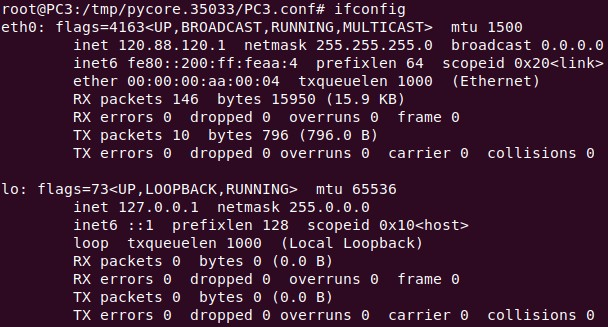 root@PC3:/tmp/pycore.35033/PC3.conf# ifconfig
eth0: flags=4163<UP,BROADCAST,RUNNING,MULTICAST>  mtu 1500
        inet 120.88.120.1  netmask 255.255.255.0  broadcast 0.0.0.0
        inet6 fe80::200:ff:feaa:4  prefixlen 64  scopeid 0x20<link>
        ether 00:00:00:aa:00:04  txqueuelen 1000  (Ethernet)
        RX packets 146  bytes 15950 (15.9 KB)
        RX errors 0  dropped 0  overruns 0  frame 0
        TX packets 10  bytes 796 (796.0 B)
        TX errors 0  dropped 0 overruns 0  carrier 0  collisions 0

lo: flags=73<UP,LOOPBACK,RUNNING>  mtu 65536
        inet 127.0.0.1  netmask 255.0.0.0
        inet6 ::1  prefixlen 128  scopeid 0x10<host>
        loop  txqueuelen 1000  (Local Loopback)
        RX packets 0  bytes 0 (0.0 B)
        RX errors 0  dropped 0  overruns 0  frame 0
        TX packets 0  bytes 0 (0.0 B)
        TX errors 0  dropped 0 overruns 0  carrier 0  collisions 0